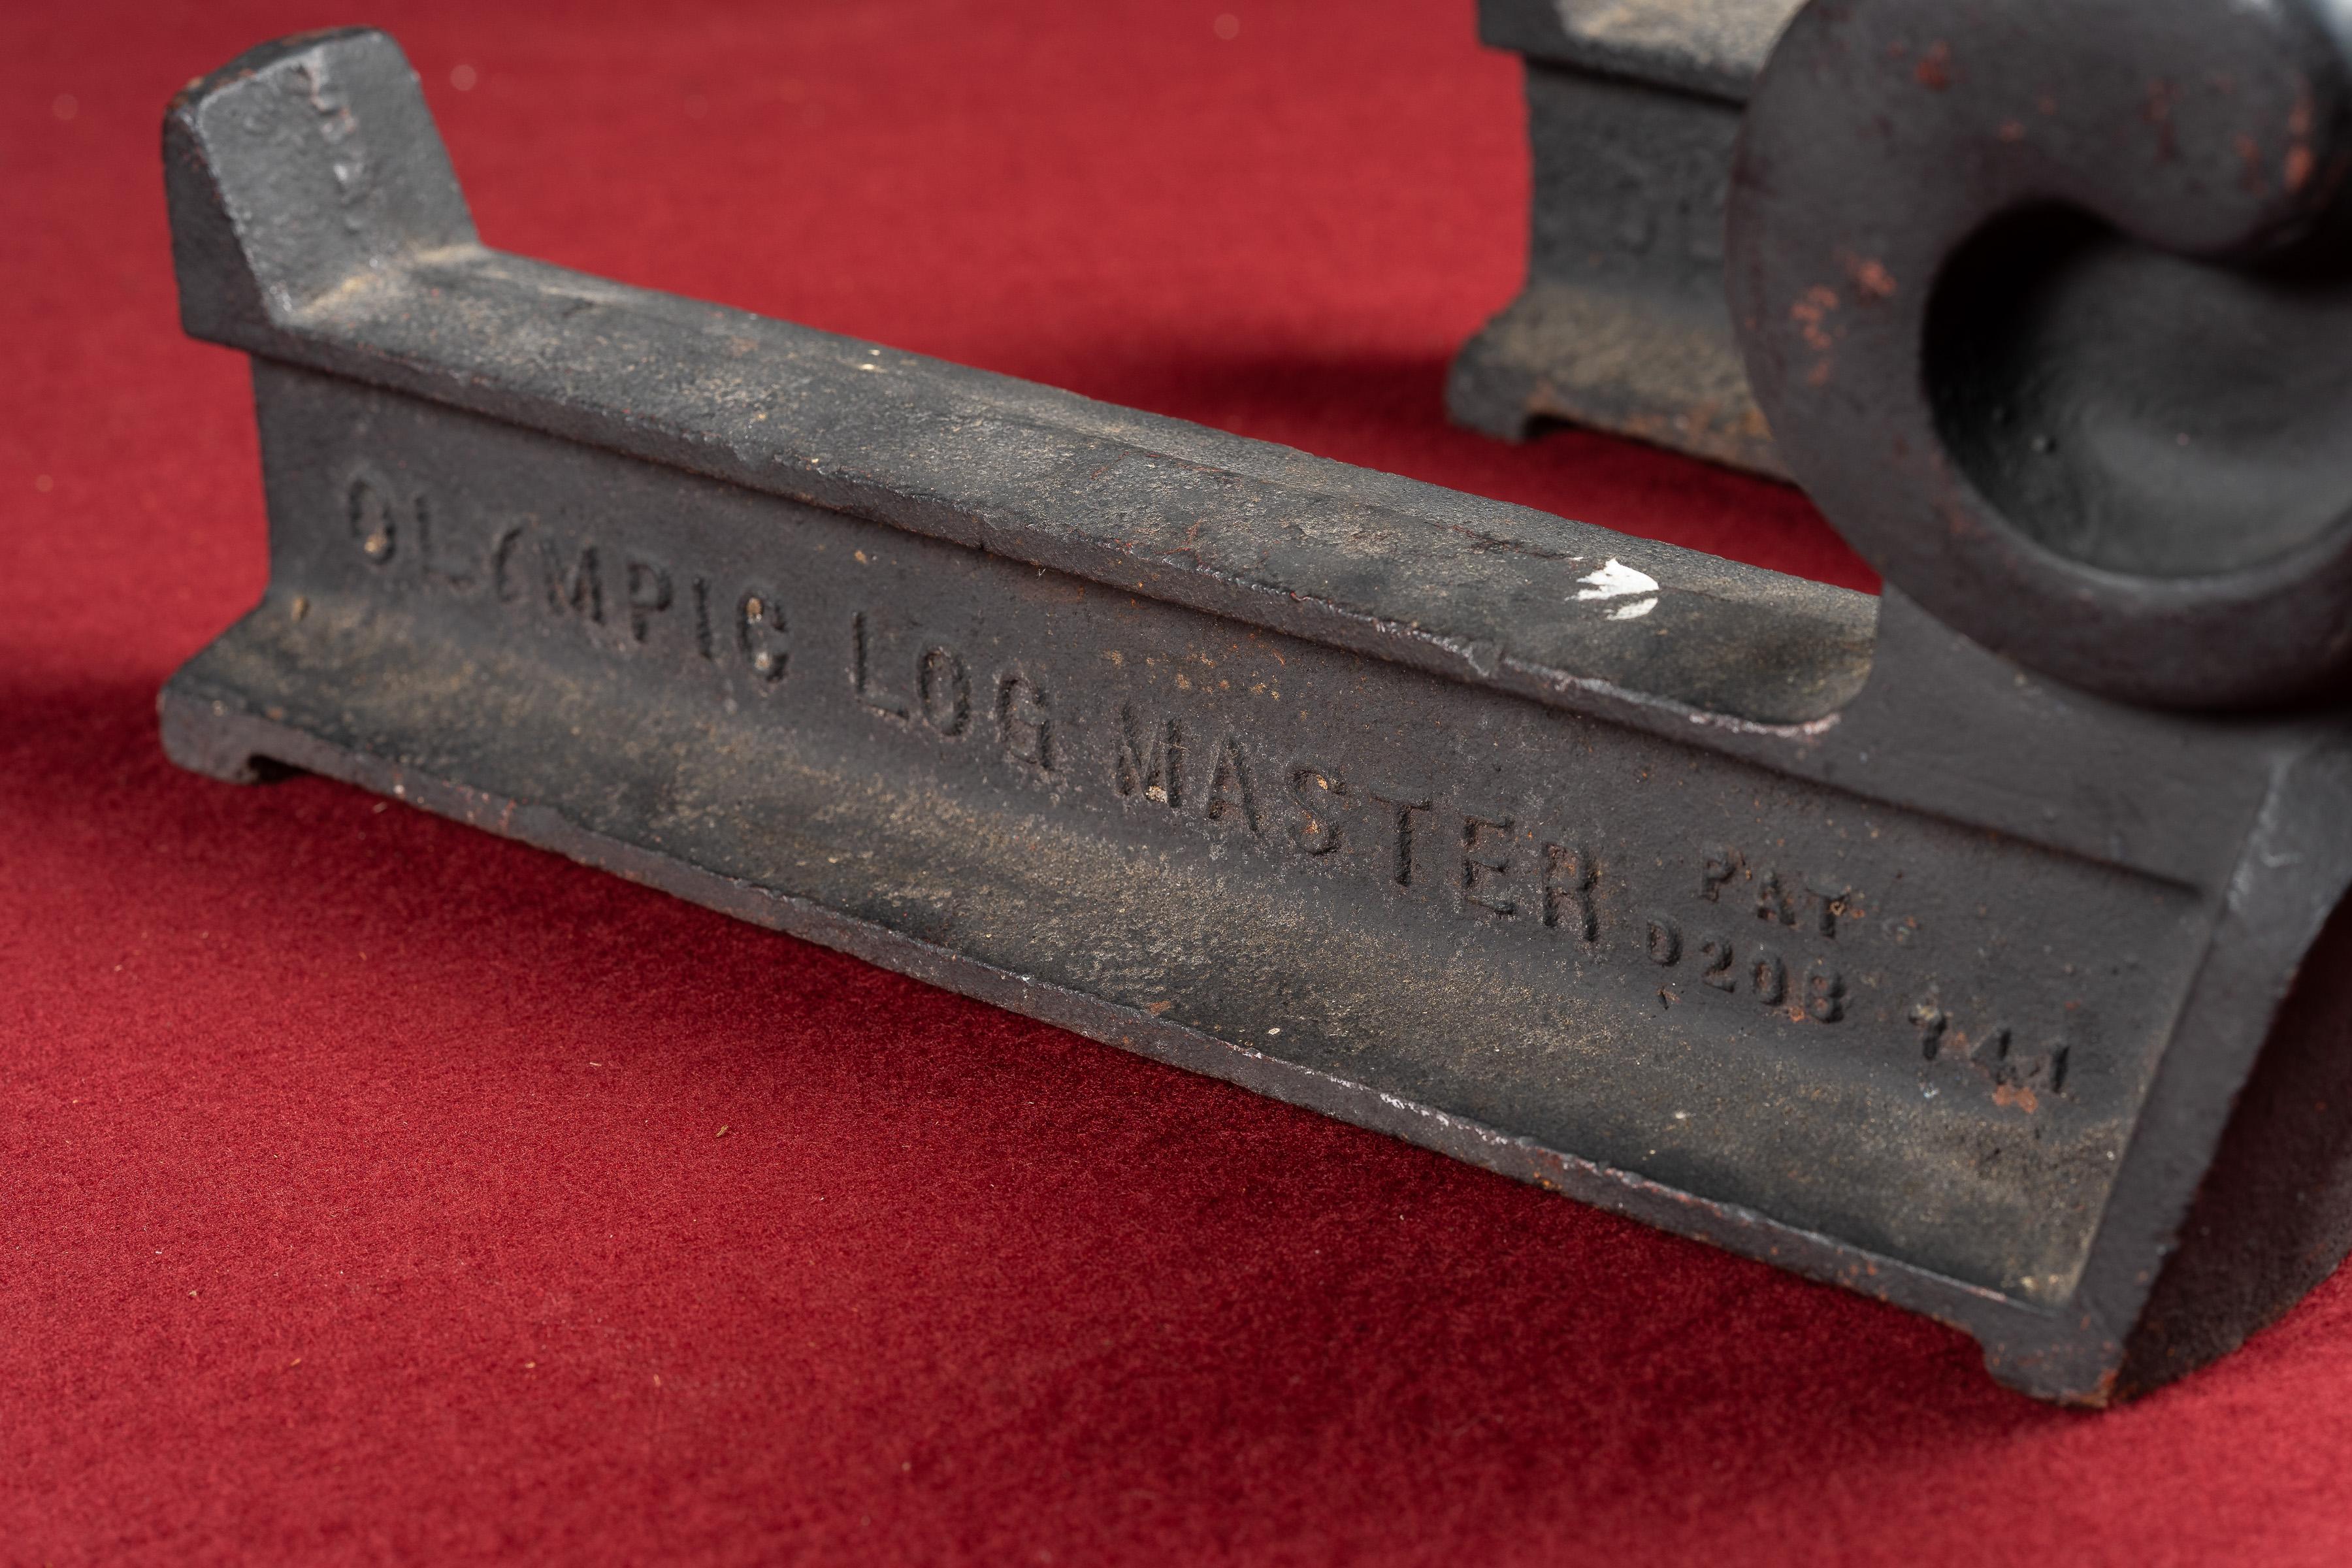 OLYMPIC LOG MASTER
PAT
D208 741